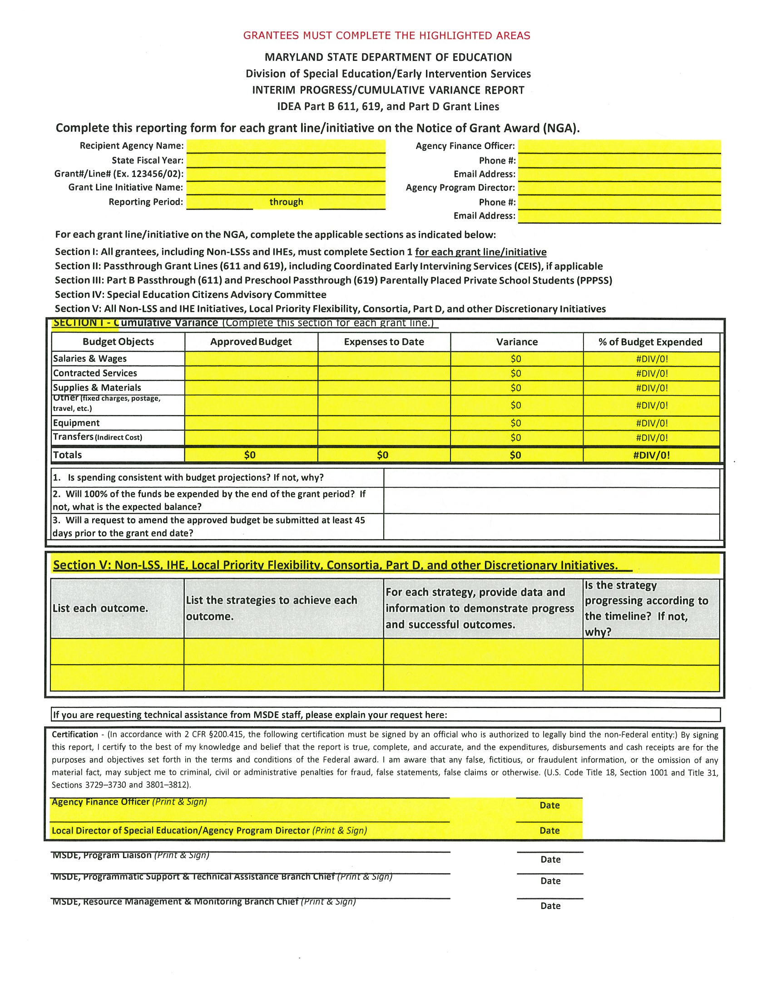 GRANTEES MUST COMPLETE THE HIGHLIGHTED AREAS
MARYLAND STATE DEPARTMENT OF EDUCATION
Division of Special Education/Early Intervention Services
INTERIM PROGRESS/CUMULATIVE VARIANCE REPORT
IDEA Part B 611, 619, and Part D Grant Lines
Complete this reporting form for each grant line/initiative on the Notice of Grant Award (NGA).
Recipient Agency Name:
State Fiscal Year:
Grant#/Line# (Ex. 123456/02):
Grant Line Initiative Name:
Reporting Period: through
Agency Finance Officer:
Phone #:
Email Address:
Agency Program Director:
Phone #:
Email Address:
For each grant line/initiative on the NGA, complete the applicable sections as indicated below:
Section I: All grantees, including Non-LSSs and IHEs, must complete Section 1 for each grant line/initiative
Section II: Passthrough Grant Lines (611 and 619), including Coordinated Early Intervining Services (CEIS), if applicable
Section III: Part B Passthrough (611) and Preschool Passthrough (619) Parentally Placed Private School Students (PPPSS)
Section IV: Special Education Citizens Advisory Committee
Section V: All Non-LSS and IHE Initiatives, Local Priority Flexibility, Consortia, Part D, and other Discretionary Initiatives
SECTION I - Cumulative Variance (Complete this section for each grant line.)
Budget Objects Approved Budget Expenses to Date Variance % of Budget Expended
Salaries & Wages $0 #DIV/0!
Contracted Services $0 #DIV/0!
Supplies & Materials $0 #DIV/0!
Other (fixed charges, postage,
travel, etc.) $0 #DIV/0!
Equipment $0 #DIV/0!
Transfers (Indirect Cost) $0 #DIV/0!
Totals $0 $0 $0 #DIV/0!
1. Is spending consistent with budget projections? If not, why?
2. Will 100% of the funds be expended by the end of the grant period? If
not, what is the expected balance?
3. Will a request to amend the approved budget be submitted at least 45
days prior to the grant end date?
Section V: Non-LSS, IHE, Local Priority Flexibility, Consortia, Part D, and other Discretionary Initiatives.
List each outcome.
List the strategies to achieve each
outcome.
For each strategy, provide data and
information to demonstrate progress
and successful outcomes.
Is the strategy
progressing according to
the timeline? If not,
why?
If you are requesting technical assistance from MSDE staff, please explain your request here:
Certification - (In accordance with 2 CFR §200.415, the following certification must be signed by an official who is authorized to legally bind the non-Federal entity:) By signing
this report, I certify to the best of my knowledge and belief that the report is true, complete, and accurate, and the expenditures, disbursements and cash receipts are for the
purposes and objectives set forth in the terms and conditions of the Federal award. I am aware that any false, fictitious, or fraudulent information, or the omission of any
material fact, may subject me to criminal, civil or administrative penalties for fraud, false statements, false claims or otherwise. (U.S. Code Title 18, Section 1001 and Title 31,
Sections 3729–3730 and 3801–3812).
Agency Finance Officer (Print & Sign) Date
Local Director of Special Education/Agency Program Director (Print & Sign) Date
MSDE, Program Liaison (Print & Sign) Date
MSDE, Programmatic Support & Technical Assistance Branch Chief (Print & Sign) Date
MSDE, Resource Management & Monitoring Branch Chief (Print & Sign) Date